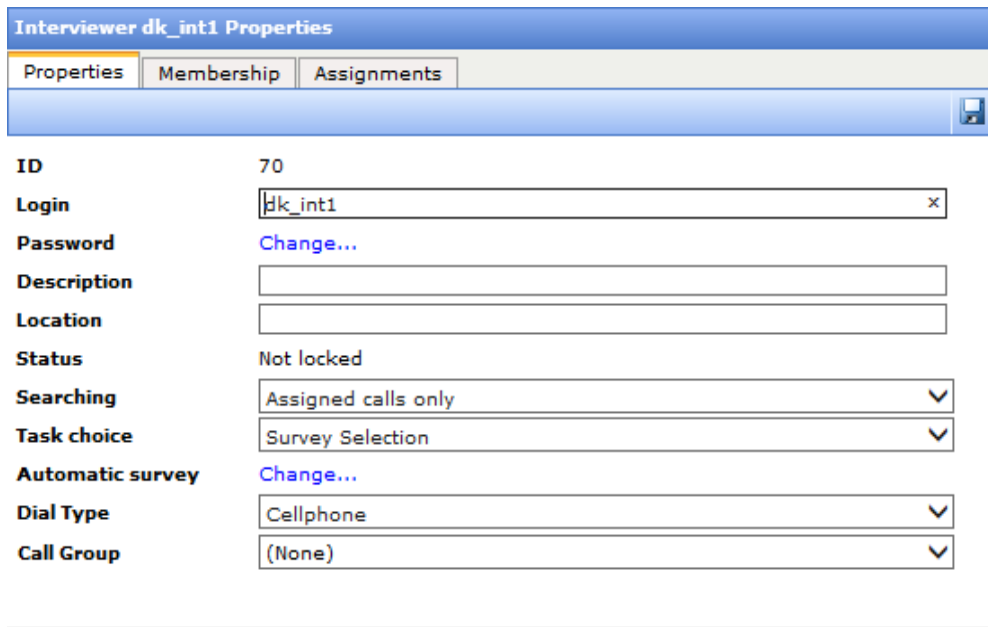 Interviewer dk_int1 Properties
Properties Membership Assignments
ID 70
Login dk_int1 ×
Password Change...
Description
Location
Status Not locked
Searching Assigned calls only
Task choice Survey Selection
Automatic survey Change...
Dial Type Cellphone
Call Group (None)